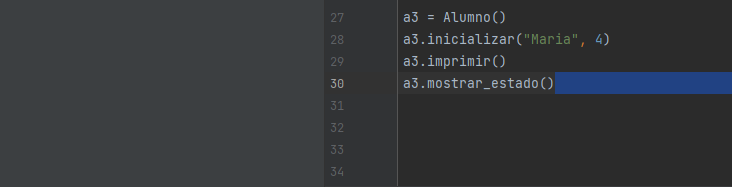 27 a3 = Alumno()
28 a3.inicializar("Maria", 4)
29 a3.imprimir()
30 a3.mostrar_estado()
31
32
33
34